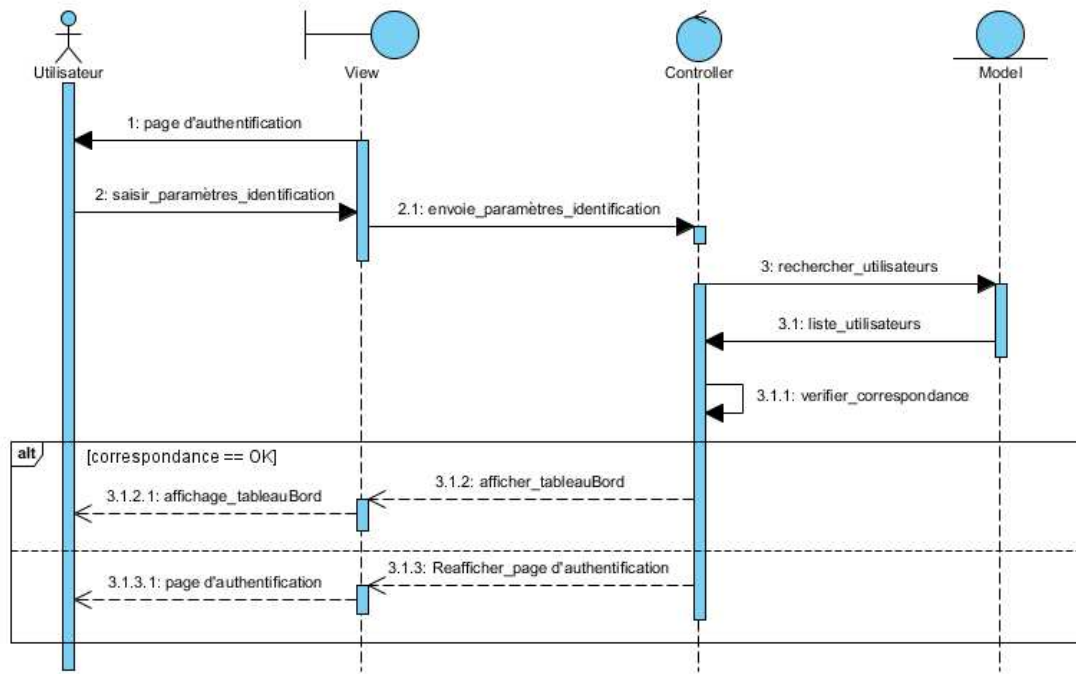 Utilisateur
View
Controller
Model
1: page d'authentification
2: saisir_paramètres_identification
2.1: envoie_paramètres_identification
3: rechercher_utilisateurs
3.1: liste_utilisateurs
3.1.1: verifier_correspondance
alt
[correspondance == OK]
3.1.2: afficher_tableauBord
3.1.2.1: affichage_tableauBord
3.1.3: Reafficher_page d'authentification
3.1.3.1: page d'authentification